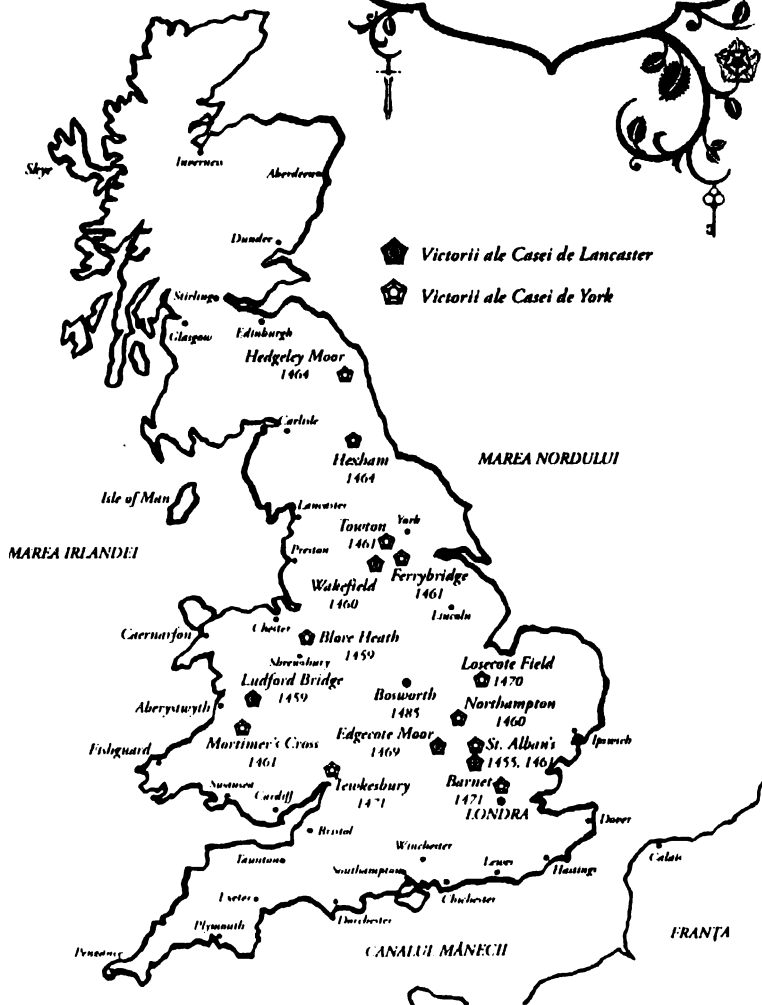 Inverness
Skye
Aberdeen
Dundee
Victorii ale Casei de Lancaster
Victorii ale Casei de York
Stirling
Glasgow
Edinburgh
Hedgeley Moor
1464
Carlisle
Hexham
1464
MAREA NORDULUI
Isle of Man
Lancaster
York
Towton
1461
MAREA IRLANDEI
Preston
Ferrybridge
1461
Wakefield
1460
Lincoln
Chester
Caernarfon
Blore Heath
1459
Shrewsbury
Losecote Field
1470
Ludford Bridge
1459
Bosworth
1485
Northampton
1460
Aberystwyth
Edgecote Moor
1469
St. Alban's
1455, 1461
Ipswich
Mortimer's Cross
1461
Fishguard
Tewkesbury
1471
Barnet
1471
LONDRA
Swansea
Cardiff
Dover
Bristol
Winchester
Calais
Taunton
Southampton
Lewes
Hastings
Exeter
Chichester
Dorchester
Plymouth
FRANȚA
Penzance
CANALUL MÂNECII